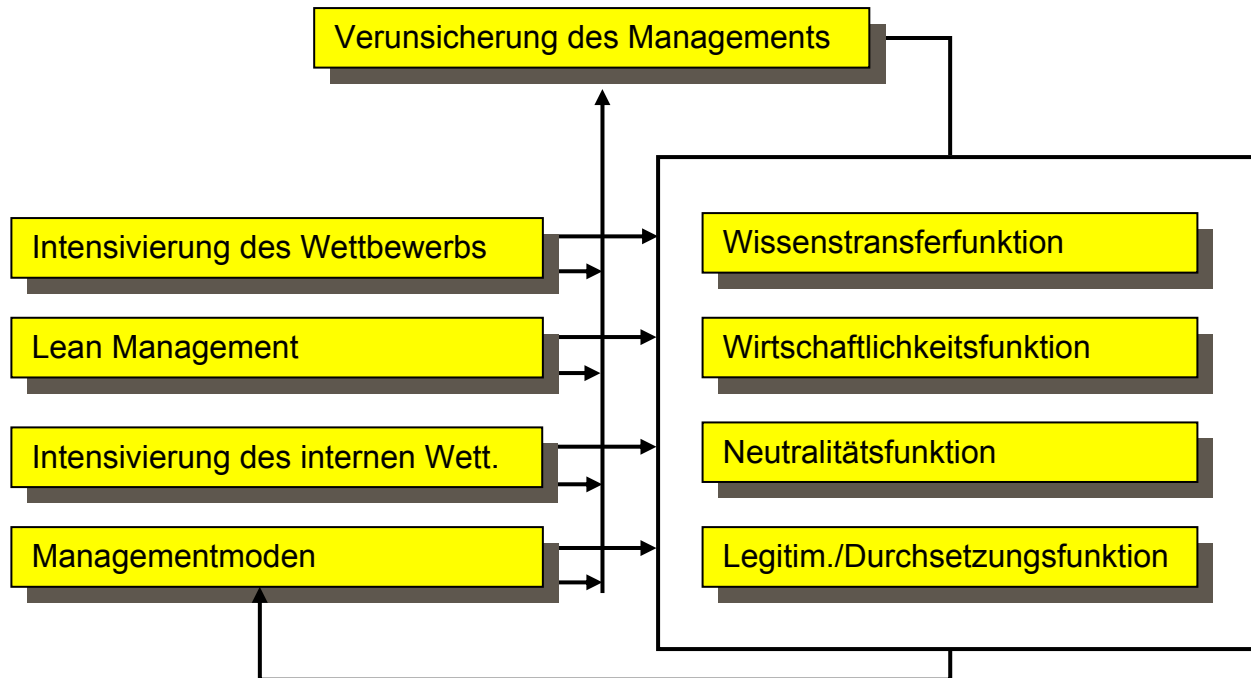 Verunsicherung des Managements
Intensivierung des Wettbewerbs
Wissenstransferfunktion
Lean Management
Wirtschaftlichkeitsfunktion
Intensivierung des internen Wett.
Neutralitätsfunktion
Managementmoden
Legitim./Durchsetzungsfunktion